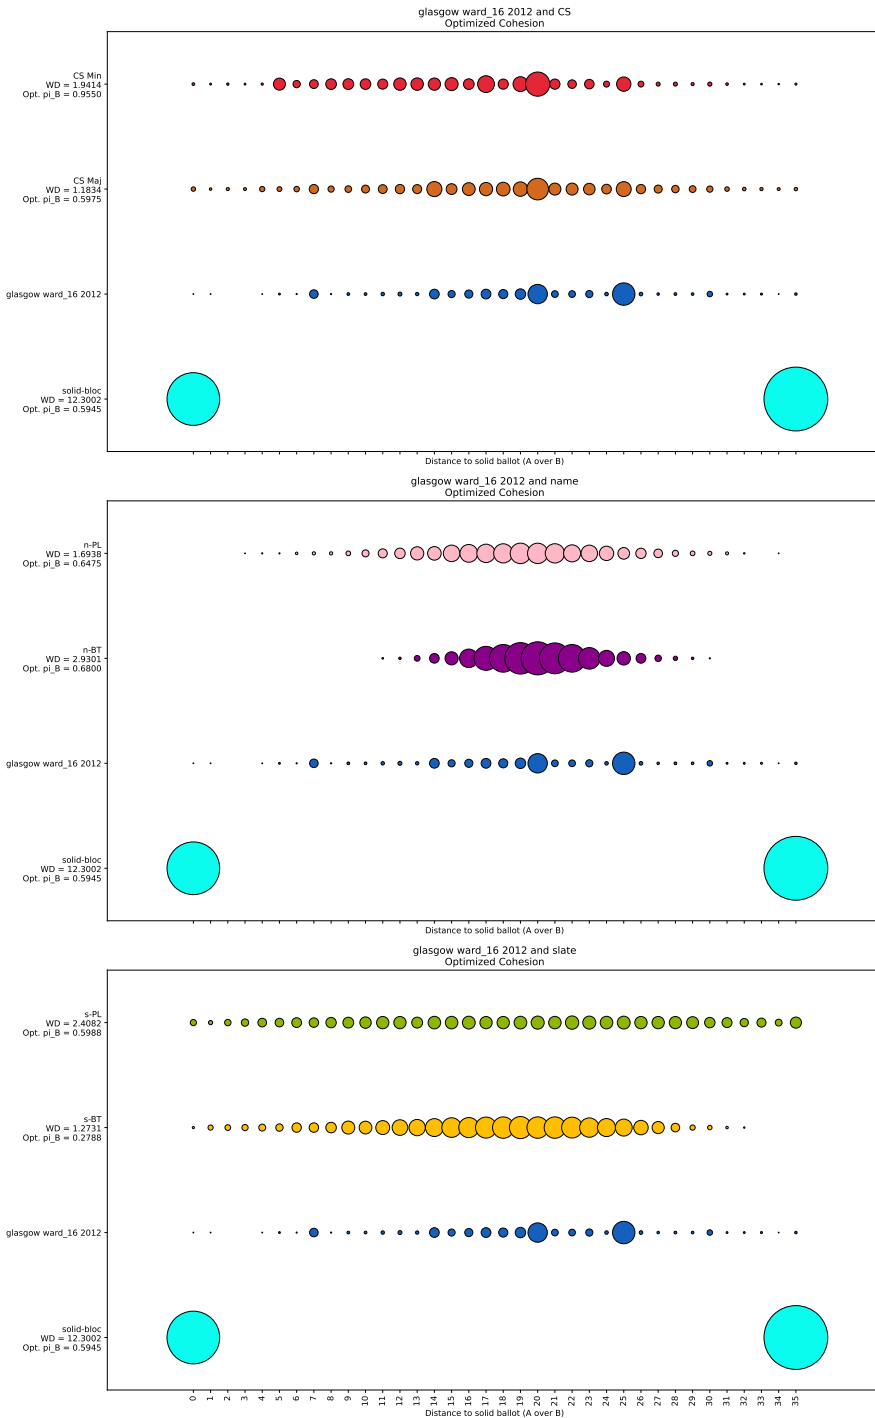 glasgow ward_16 2012 and CS
Optimized Cohesion
CS Min
WD = 1.9414
Opt. pi_B = 0.9550
CS Maj
WD = 1.1834
Opt. pi_B = 0.5975
glasgow ward_16 2012
solid-bloc
WD = 12.3002
Opt. pi_B = 0.5945
Distance to solid ballot (A over B)
glasgow ward_16 2012 and name
Optimized Cohesion
n-PL
WD = 1.6938
Opt. pi_B = 0.6475
n-BT
WD = 2.9301
Opt. pi_B = 0.6800
glasgow ward_16 2012
solid-bloc
WD = 12.3002
Opt. pi_B = 0.5945
Distance to solid ballot (A over B)
glasgow ward_16 2012 and slate
Optimized Cohesion
s-PL
WD = 2.4082
Opt. pi_B = 0.5988
s-BT
WD = 1.2731
Opt. pi_B = 0.2788
glasgow ward_16 2012
solid-bloc
WD = 12.3002
Opt. pi_B = 0.5945
0 1 2 3 4 5 6 7 8 9 10 11 12 13 14 15 16 17 18 19 20 21 22 23 24 25 26 27 28 29 30 31 32 33 34 35
Distance to solid ballot (A over B)